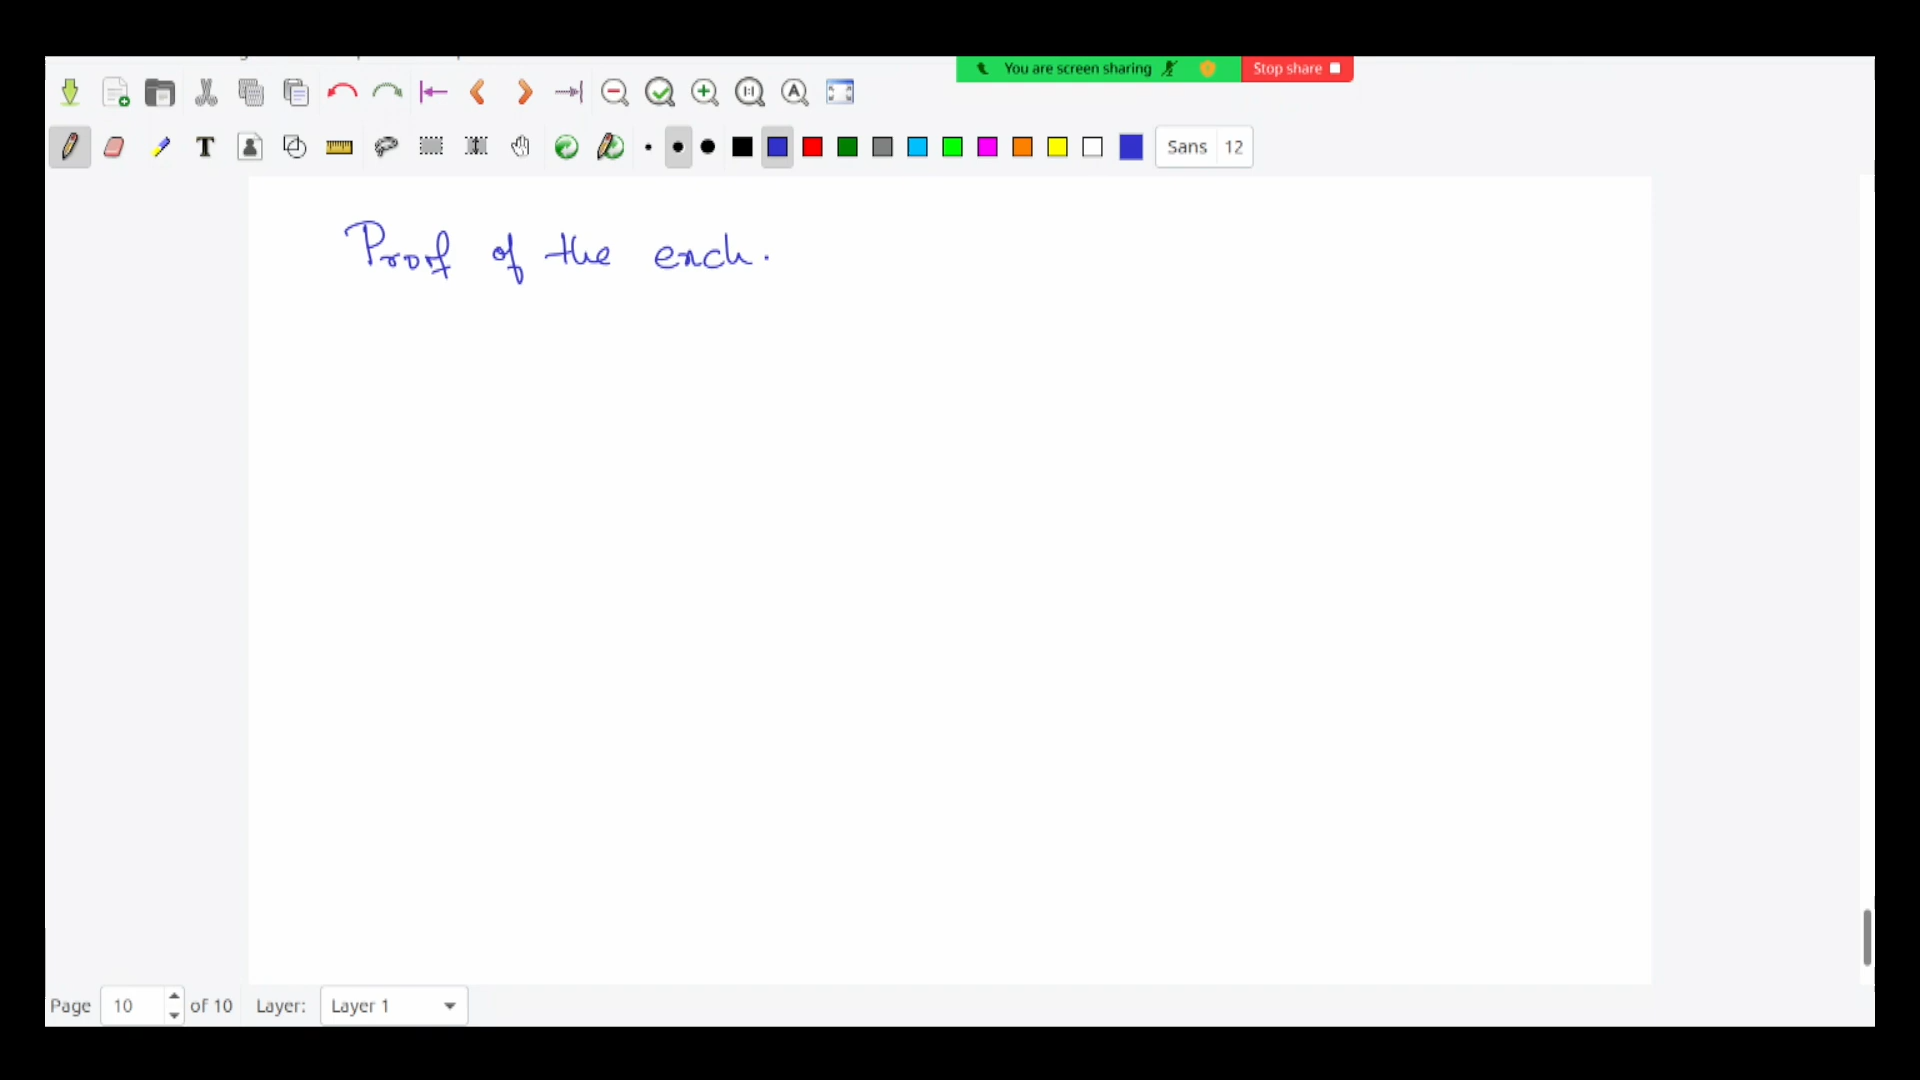 You are screen sharing Stop share
T Sans 12
Proof of the exch.
Page 10 of 10 Layer: Layer 1